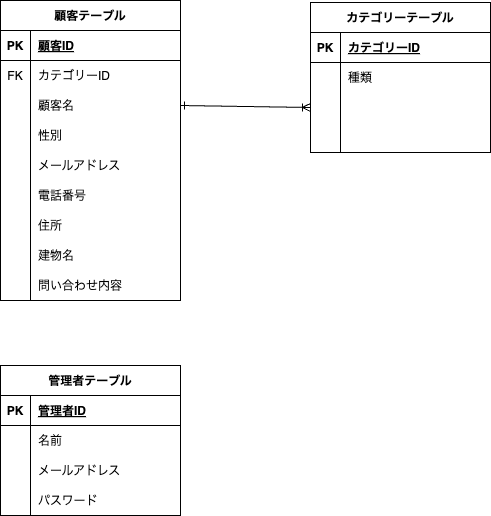 顧客テーブル
PK 顧客ID
FK カテゴリーID
顧客名
性別
メールアドレス
電話番号
住所
建物名
問い合わせ内容
カテゴリーテーブル
PK カテゴリーID
種類
管理者テーブル
PK 管理者ID
名前
メールアドレス
パスワード